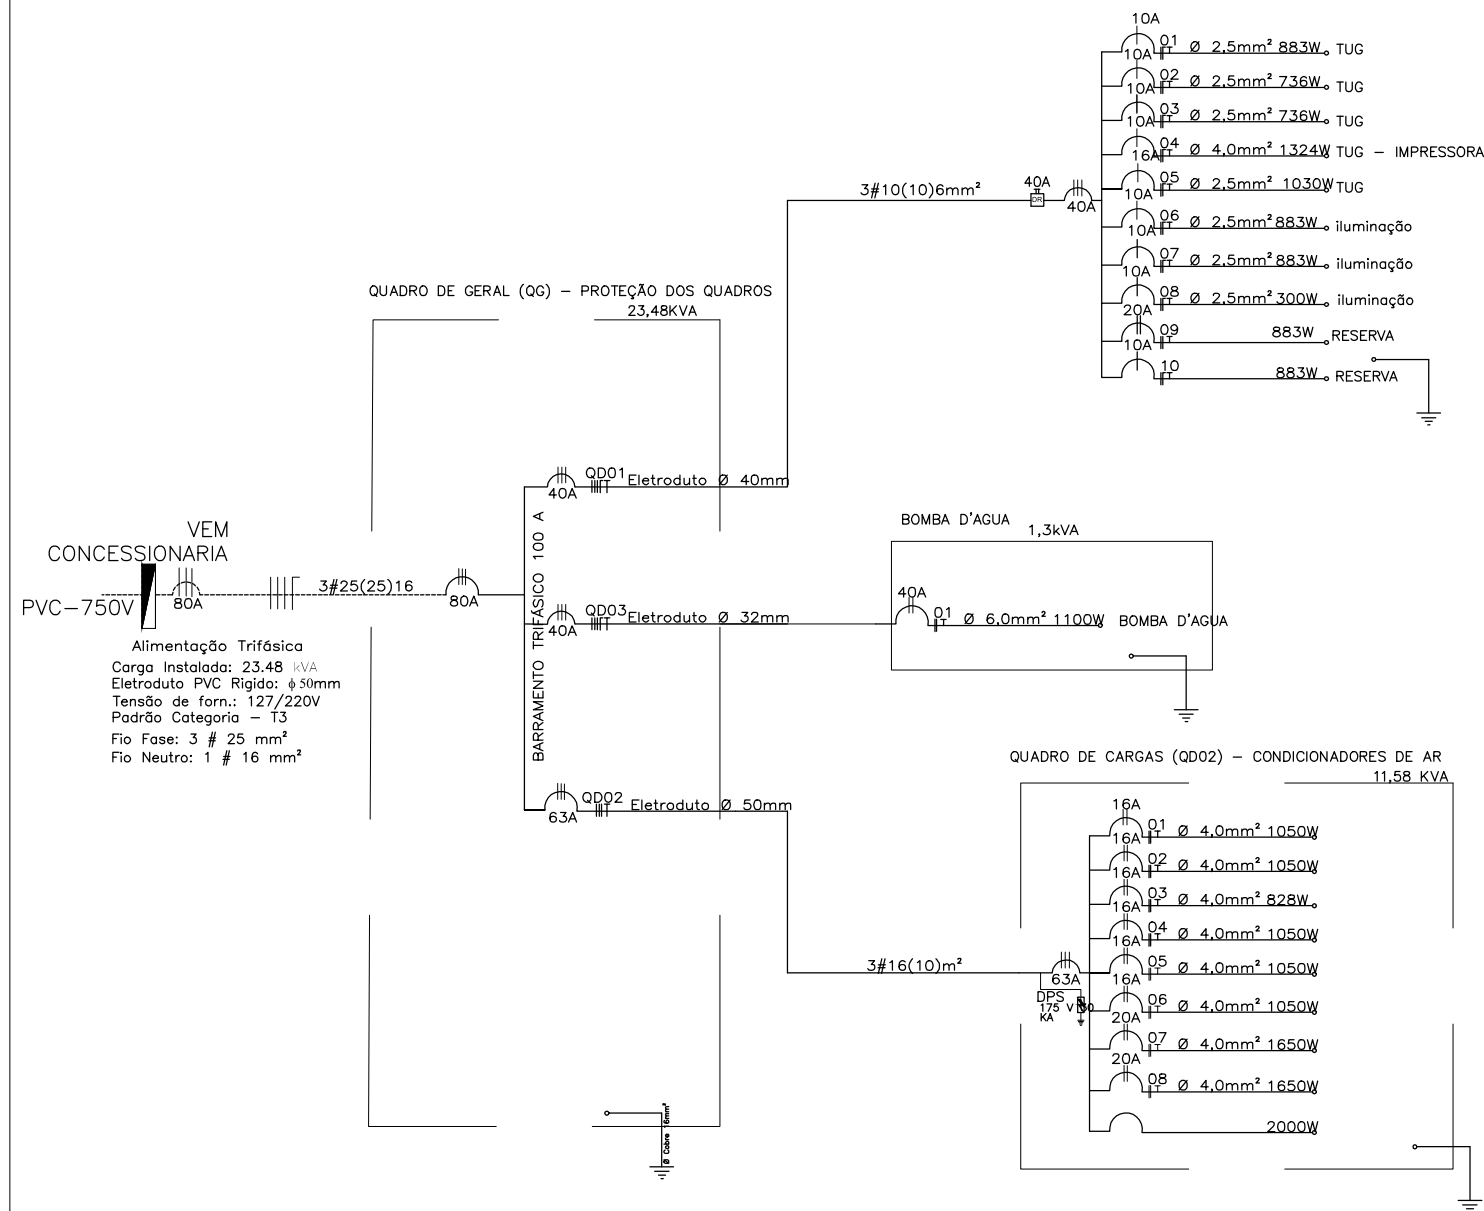 10A
01 Ø 2,5mm² 883W TUG
10A
02 Ø 2,5mm² 736W TUG
10A
03 Ø 2,5mm² 736W TUG
10A
04 Ø 4,0mm² 1324W TUG – IMPRESSORA
16A
05 Ø 2,5mm² 1030W TUG
10A
06 Ø 2,5mm² 883W iluminação
10A
07 Ø 2,5mm² 883W iluminação
10A
08 Ø 2,5mm² 300W iluminação
20A
09 883W RESERVA
10A
10 883W RESERVA
3#10(10)6mm²
40A
DR
40A
QUADRO DE GERAL (QG) – PROTEÇÃO DOS QUADROS
23,48KVA
QD01 Eletroduto Ø 40mm
40A
VEM
CONCESSIONARIA
PVC–750V
80A
3#25(25)16
80A
BARRAMENTO TRIFÁSICO 100 A
QD03 Eletroduto Ø 32mm
40A
Alimentação Trifásica
Carga Instalada: 23.48 kVA
Eletroduto PVC Rigido: ϕ50mm
Tensão de forn.: 127/220V
Padrão Categoria – T3
Fio Fase: 3 # 25 mm²
Fio Neutro: 1 # 16 mm²
QD02 Eletroduto Ø 50mm
63A
BOMBA D'AGUA
1,3kVA
40A
01 Ø 6,0mm² 1100W BOMBA D'AGUA
QUADRO DE CARGAS (QD02) – CONDICIONADORES DE AR
11,58 KVA
16A
01 Ø 4,0mm² 1050W
16A
02 Ø 4,0mm² 1050W
16A
03 Ø 4,0mm² 828W
16A
04 Ø 4,0mm² 1050W
16A
05 Ø 4,0mm² 1050W
16A
06 Ø 4,0mm² 1050W
20A
07 Ø 4,0mm² 1650W
20A
08 Ø 4,0mm² 1650W
2000W
3#16(10)m²
63A
DPS
175 V
KA
Ø Cobre 16mm²